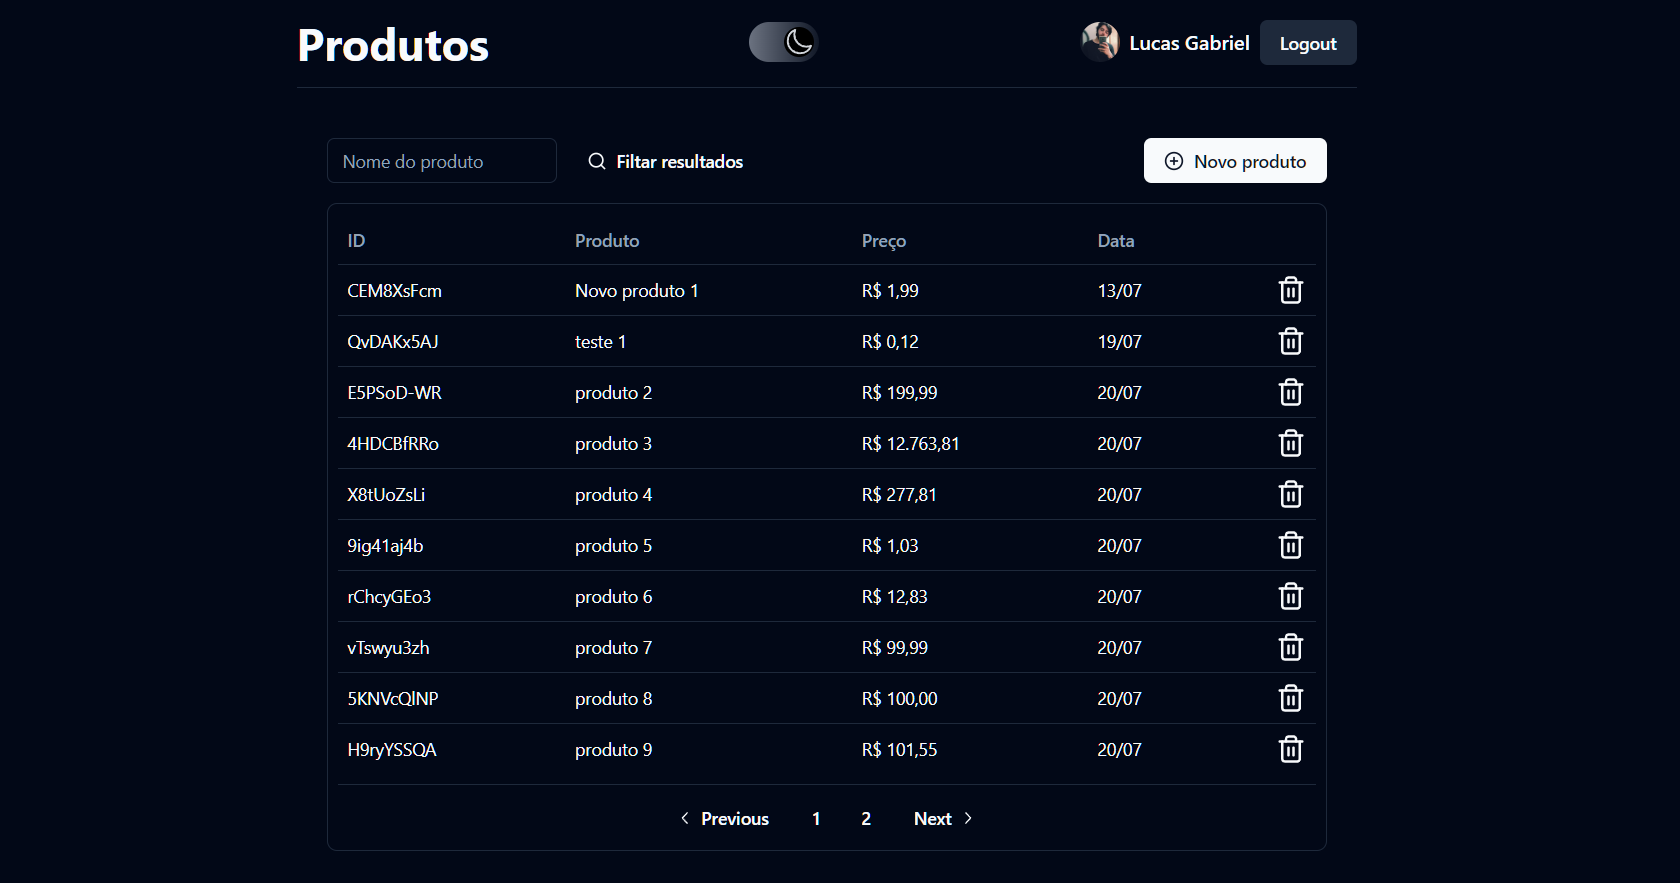 Produtos
Lucas Gabriel
Logout
Nome do produto
Filtar resultados
Novo produto
ID Produto Preço Data
CEM8XsFcm Novo produto 1 R$ 1,99 13/07
QvDAKx5AJ teste 1 R$ 0,12 19/07
E5PSoD-WR produto 2 R$ 199,99 20/07
4HDCBfRRo produto 3 R$ 12.763,81 20/07
X8tUoZsLi produto 4 R$ 277,81 20/07
9ig41aj4b produto 5 R$ 1,03 20/07
rChcyGEo3 produto 6 R$ 12,83 20/07
vTswyu3zh produto 7 R$ 99,99 20/07
5KNVcQlNP produto 8 R$ 100,00 20/07
H9ryYSSQA produto 9 R$ 101,55 20/07
Previous 1 2 Next